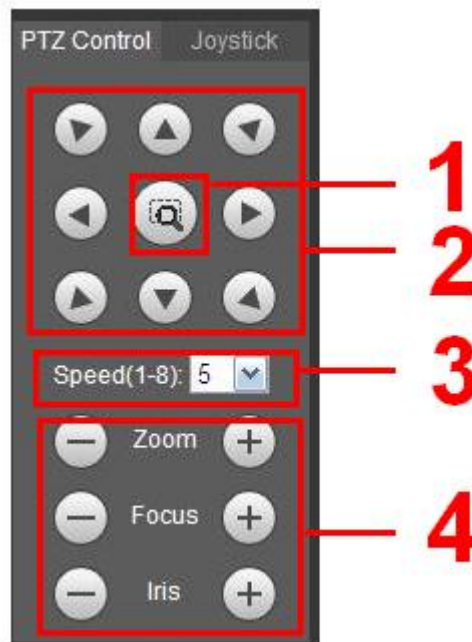 PTZ Control Joystick
1
2
Speed(1-8): 5
3
Zoom
Focus
4
Iris